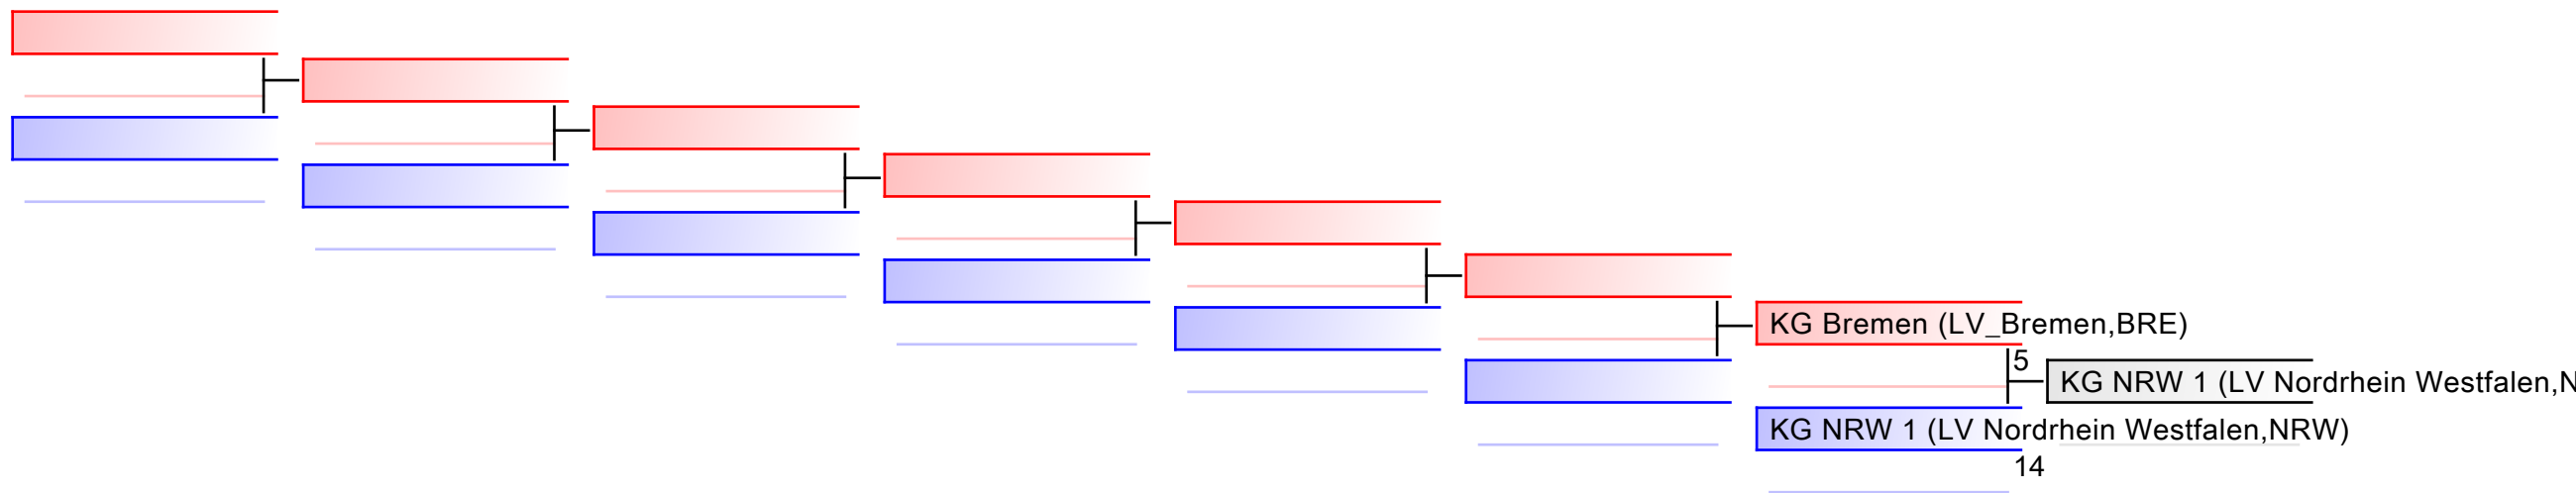 KG Bremen (LV_Bremen,BRE)
5
KG NRW 1 (LV Nordrhein Westfalen,N
KG NRW 1 (LV Nordrhein Westfalen,NRW)
14